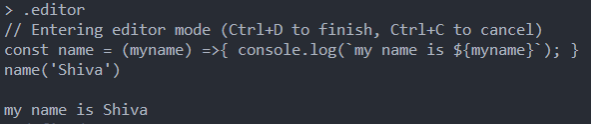 > .editor
// Entering editor mode (Ctrl+D to finish, Ctrl+C to cancel)
const name = (myname) =>{ console.log(`my name is ${myname}`); }
name('Shiva')
my name is Shiva